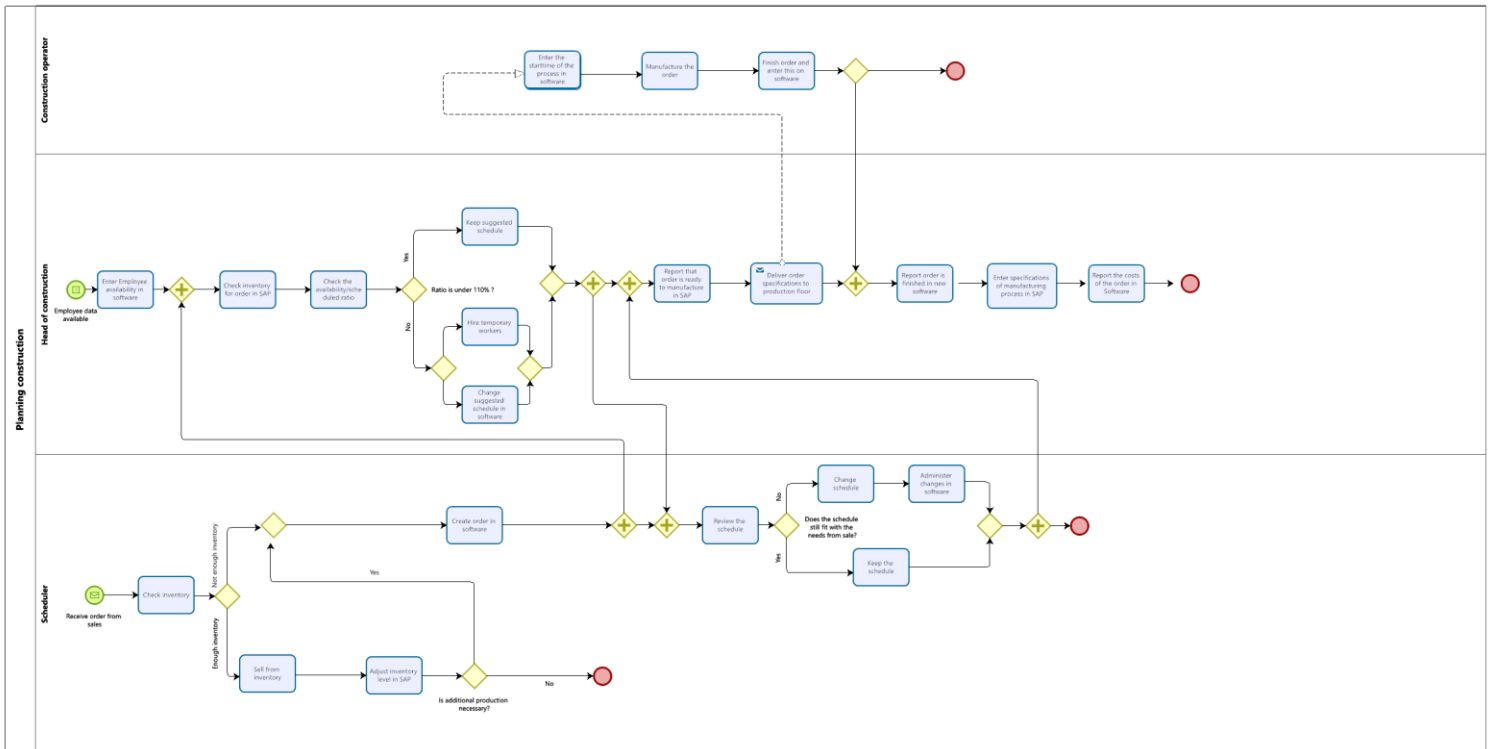 Planning construction
Construction operator
Enter the
starttime of the
process in
software
Manufacture the
order
Finish order and
enter this on
software
Head of construction
Employee data
available
Enter Employee
availability in
software
Check inventory
for order in SAP
Check the
availability/sche
duled ratio
Yes
No
Ratio is under 110% ?
Keep suggested
schedule
Hire temporary
workers
Change
suggested
schedule in
software
Report that
order is ready to
manufacture in
SAP
Deliver order
specifications to
production floor
Report order is
finished in new
software
Enter specifications
of manufacturing
process in SAP
Report the costs
of the order in
Software
Scheduler
Receive order from
sales
Check inventory
Not enough inventory
Enough inventory
Create order in
software
Yes
Sell from
inventory
Adjust inventory
level in SAP
Is additional production
necessary?
No
Review the
schedule
No
Yes
Does the schedule
still fit with the
needs from sale?
Change
schedule
Administer
changes in
software
Keep the
schedule